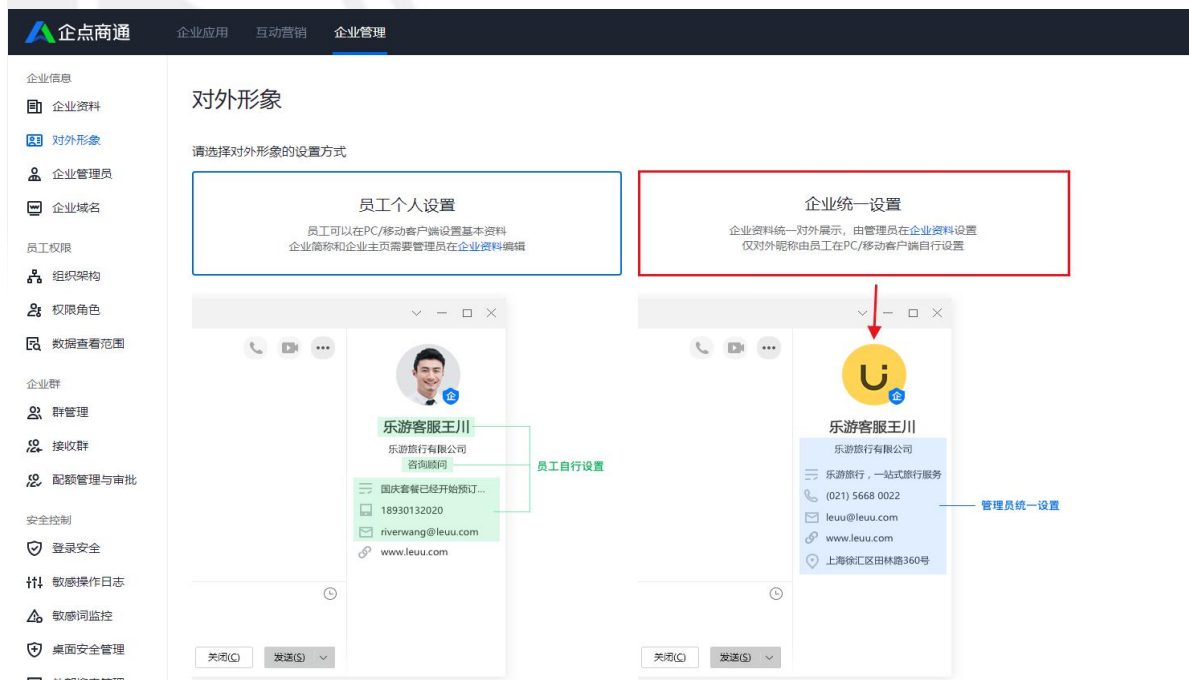 企点商通
企业应用
互动营销
企业管理
企业信息
企业资料
对外形象
企业管理员
企业域名
员工权限
组织架构
权限角色
数据查看范围
企业群
群管理
接收群
配额管理与审批
安全控制
登录安全
敏感操作日志
敏感词监控
桌面安全管理
对外形象
请选择对外形象的设置方式
员工个人设置
员工可以在PC/移动客户端设置基本资料
企业简称和企业主页需要管理员在企业资料编辑
企业统一设置
企业资料统一对外展示，由管理员在企业资料设置
仅对外昵称由员工在PC/移动客户端自行设置
企
乐游客服王川
乐游旅行有限公司
咨询顾问
国庆套餐已经开始预订...
18930132020
riverwang@leuu.com
www.leuu.com
员工自行设置
关闭(C)
发送(S)
企
乐游客服王川
乐游旅行有限公司
乐游旅行，一站式旅行服务
(021) 5668 0022
leuu@leuu.com
www.leuu.com
上海徐汇区田林路360号
管理员统一设置
关闭(C)
发送(S)